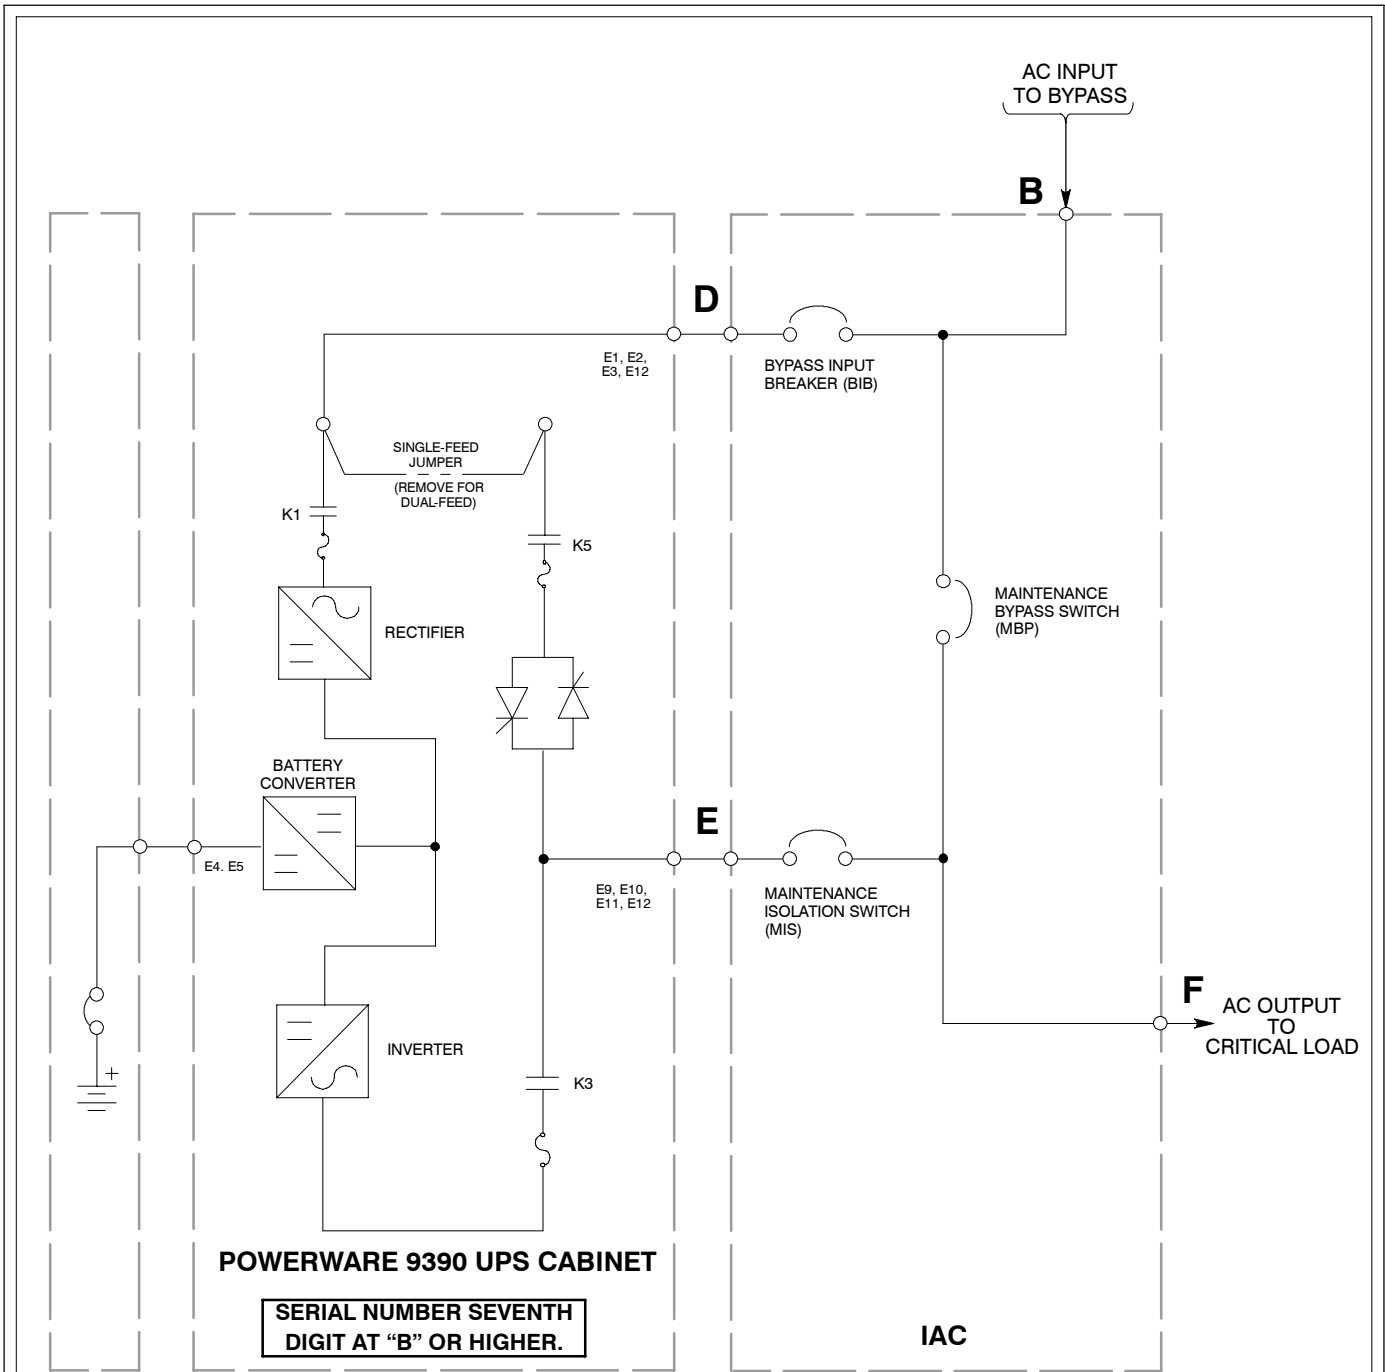 AC INPUT
TO BYPASS
B
D
E1, E2,
E3, E12
BYPASS INPUT
BREAKER (BIB)
SINGLE-FEED
JUMPER
(REMOVE FOR
DUAL-FEED)
K1
K5
RECTIFIER
MAINTENANCE
BYPASS SWITCH
(MBP)
BATTERY
CONVERTER
E4. E5
E
E9, E10,
E11, E12
MAINTENANCE
ISOLATION SWITCH
(MIS)
F
AC OUTPUT
TO
CRITICAL LOAD
INVERTER
+
K3
POWERWARE 9390 UPS CABINET
SERIAL NUMBER SEVENTH
DIGIT AT “B” OR HIGHER.
IAC